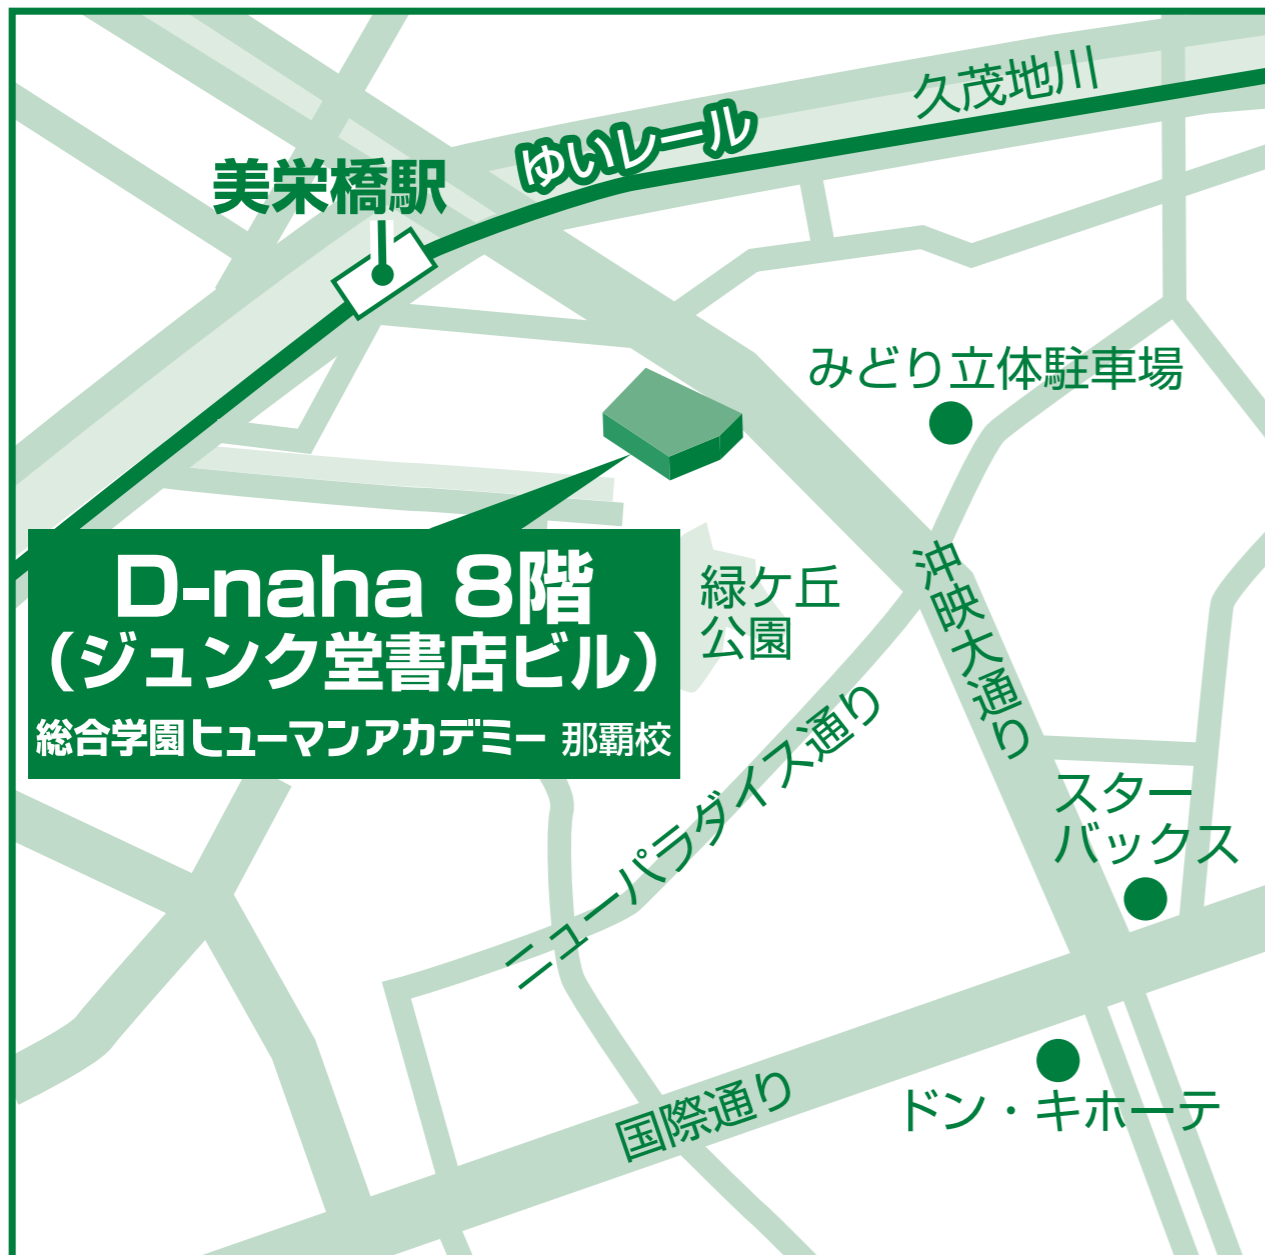 久茂地川
ゆいレール
美栄橋駅
みどり立体駐車場
D-naha 8階
（ジュンク堂書店ビル）
総合学園ヒューマンアカデミー 那覇校
緑ケ丘
公園
沖映大通り
ニューパラダイス通り
スター
バックス
国際通り
ドン・キホーテ